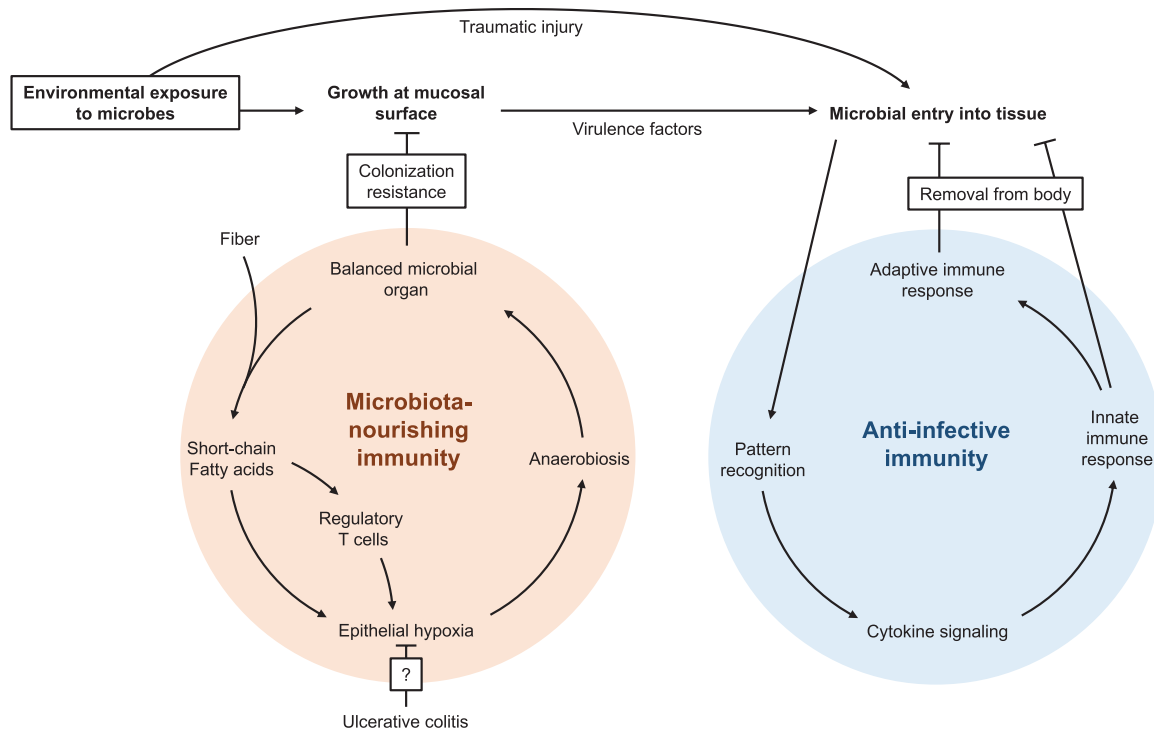 Traumatic injury
Environmental exposure
to microbes
Growth at mucosal
surface
Virulence factors
Microbial entry into tissue
Colonization
resistance
Removal from body
Fiber
Balanced microbial
organ
Adaptive immune
response
Microbiota-
nourishing
immunity
Short-chain
Fatty acids
Anaerobiosis
Regulatory
T cells
Epithelial hypoxia
?
Ulcerative colitis
Anti-infective
immunity
Pattern
recognition
Innate
immune
response
Cytokine signaling